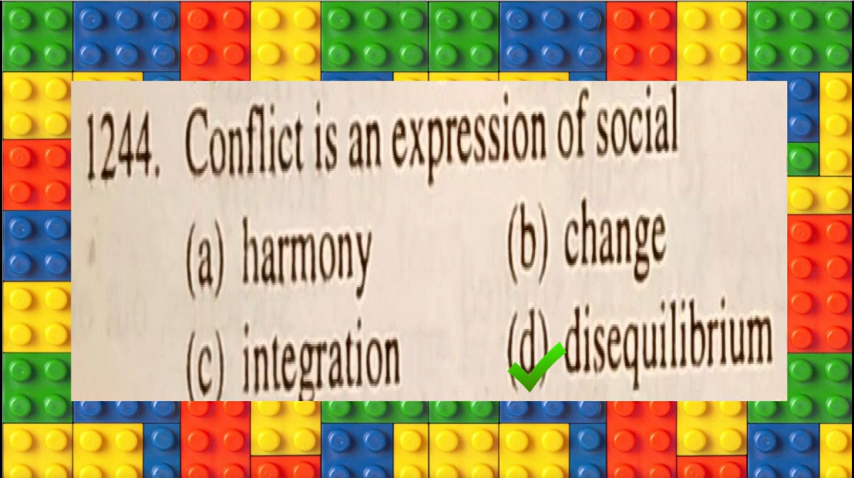 1244. Conflict is an expression of social
(a) harmony (b) change
(c) integration (d) disequilibrium